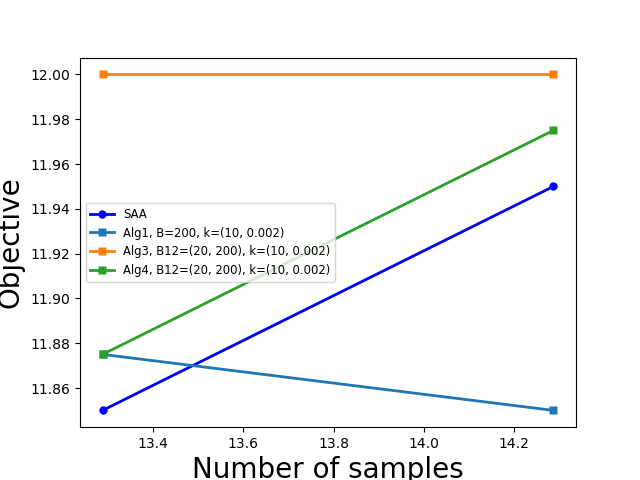 12.00
11.98
11.96
11.94
11.92
11.90
11.88
11.86
Objective
SAA
Alg1, B=200, k=(10, 0.002)
Alg3, B12=(20, 200), k=(10, 0.002)
Alg4, B12=(20, 200), k=(10, 0.002)
13.4 13.6 13.8 14.0 14.2
Number of samples